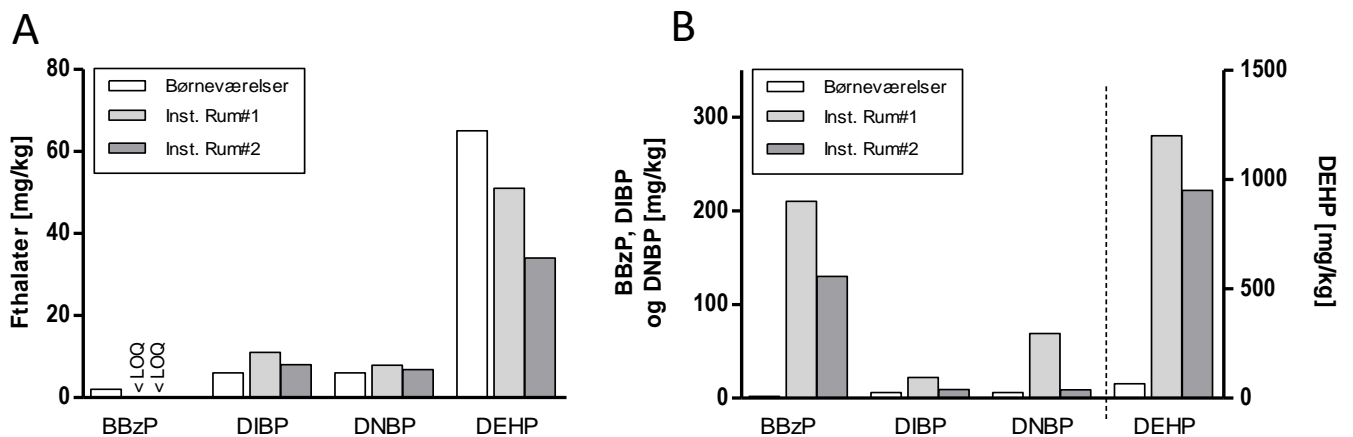 A
80
60
40
20
0
Fthalater [mg/kg]
Børneværelser
Inst. Rum#1
Inst. Rum#2
< LOQ
< LOQ
BBzP
DIBP
DNBP
DEHP
B
300
200
100
0
BBzP, DIBP
og DNBP [mg/kg]
Børneværelser
Inst. Rum#1
Inst. Rum#2
1500
1000
500
0
DEHP [mg/kg]
BBzP
DIBP
DNBP
DEHP